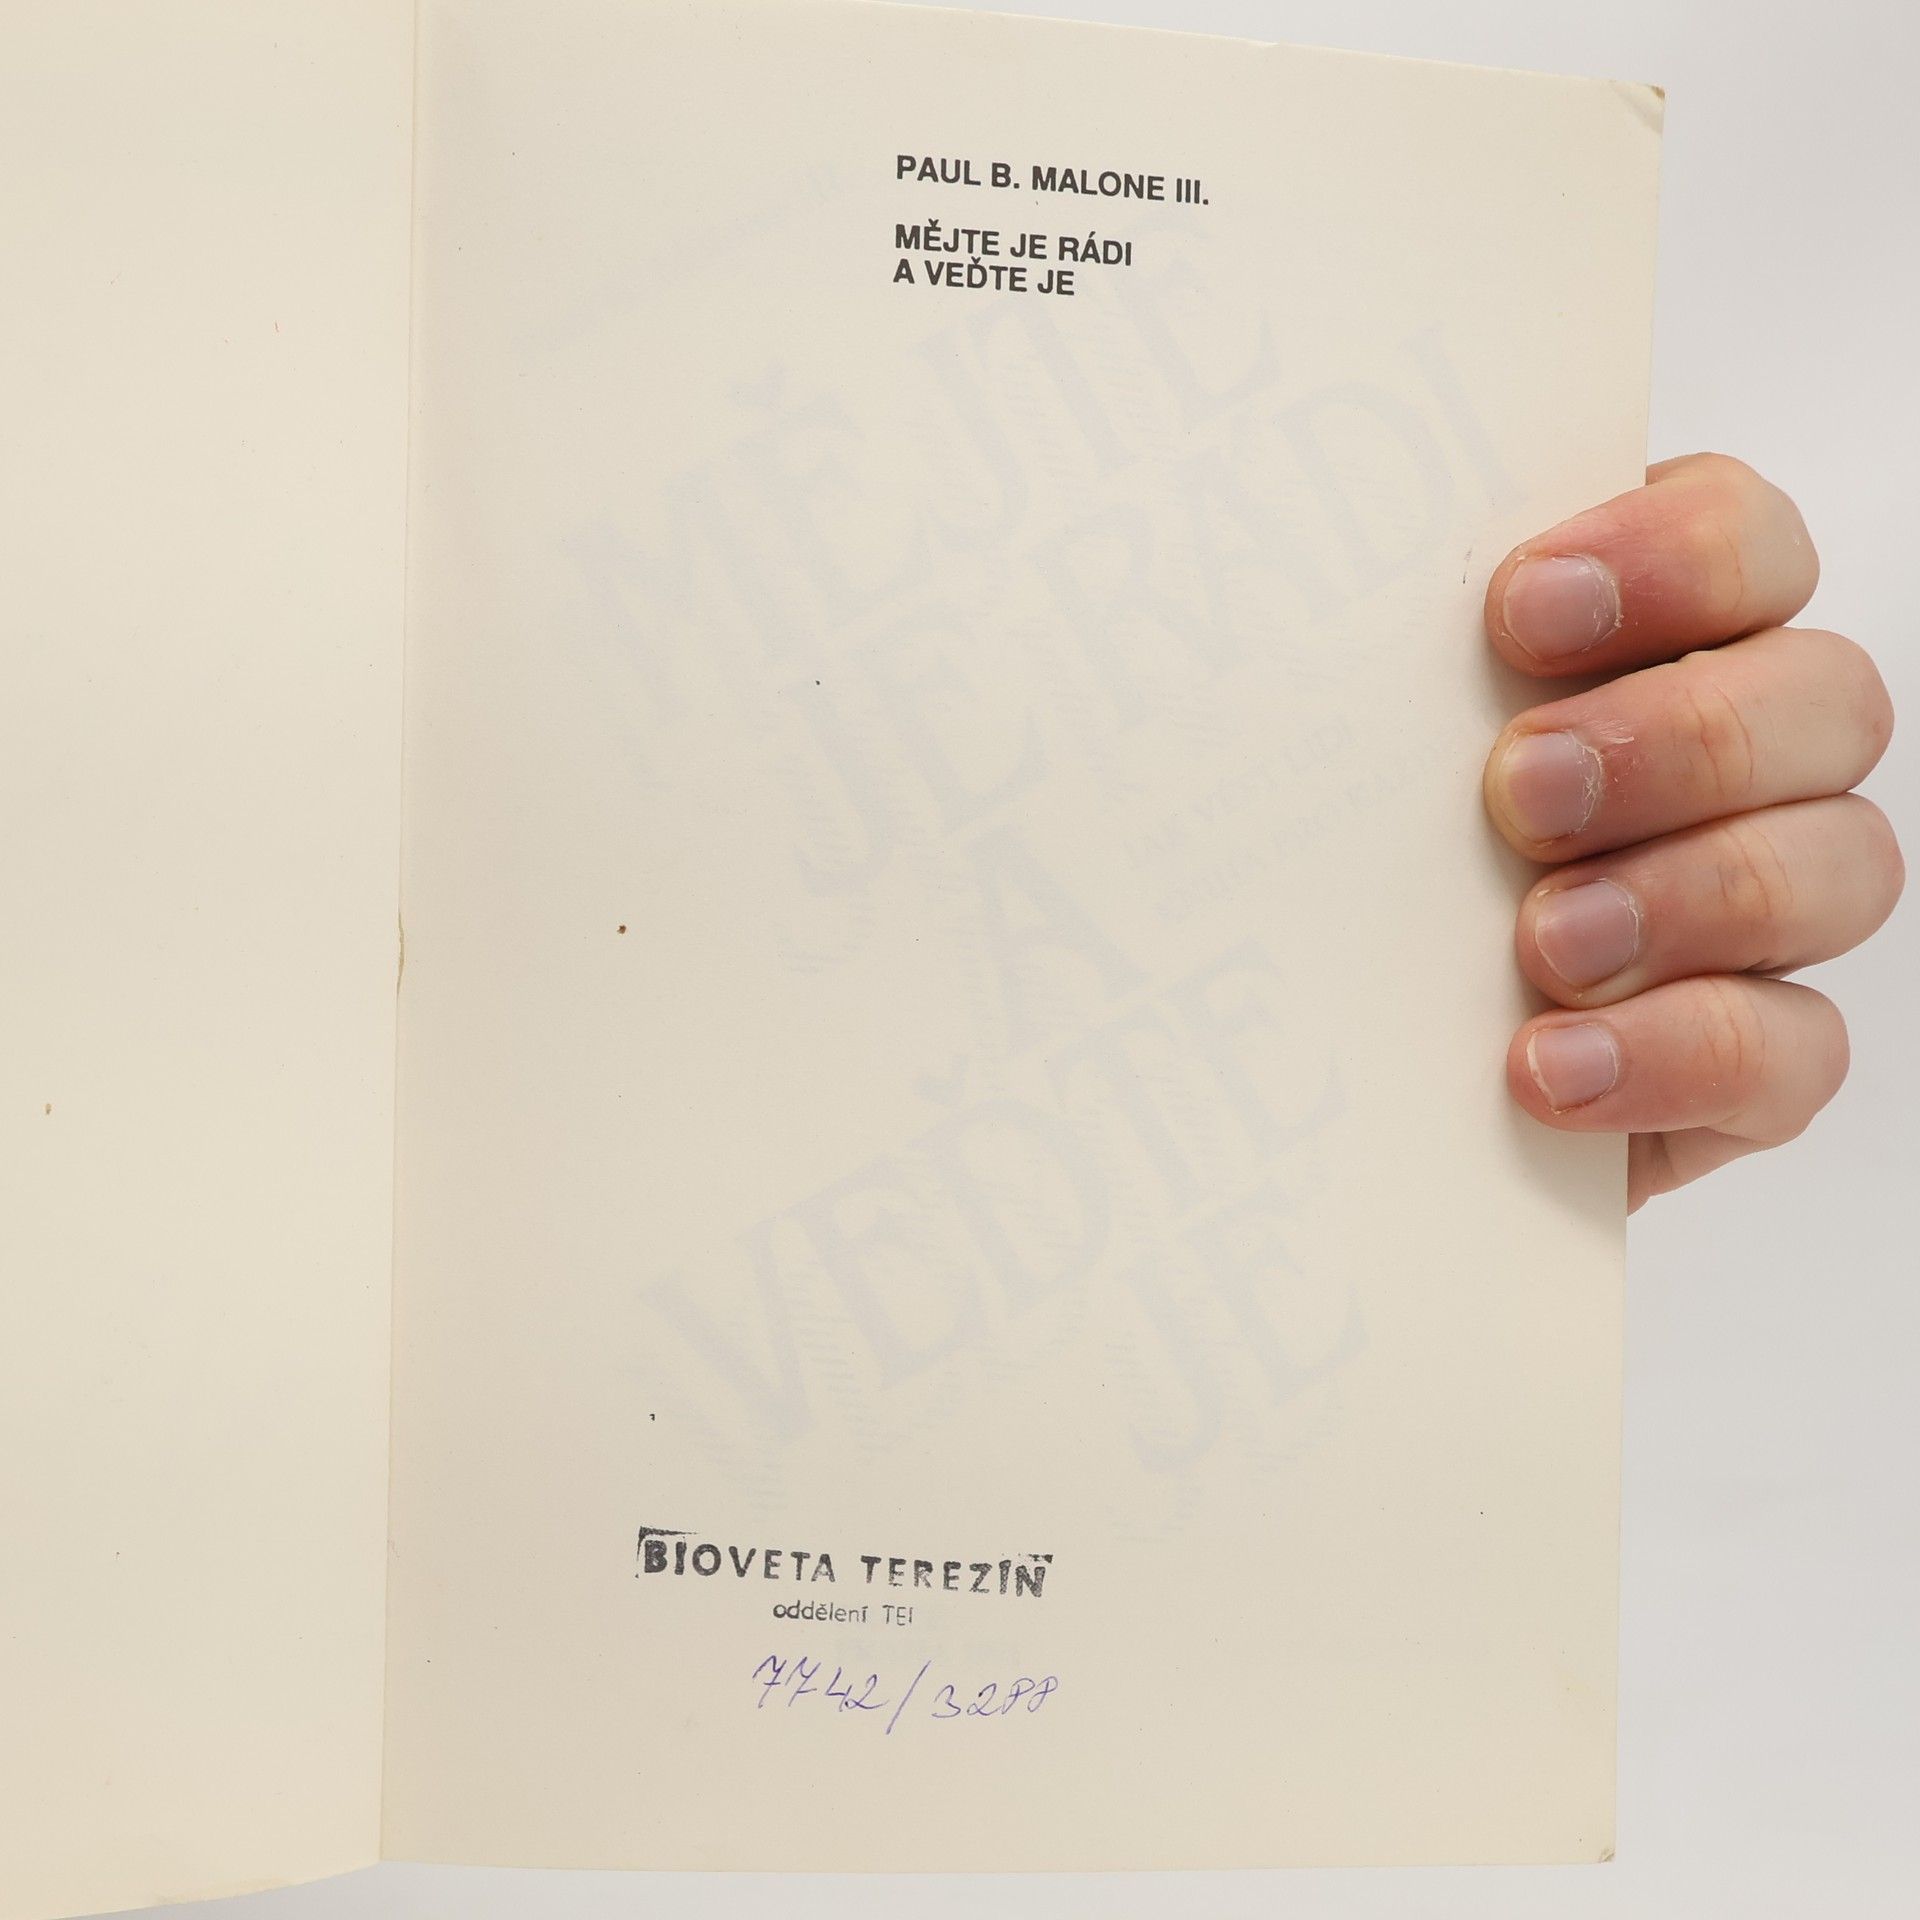 PAUL B. MALONE III.
MĚJTE JE RÁDI
A VEĎTE JE
BIOVETA TEREZÍN
oddělení TEI
7742/3288